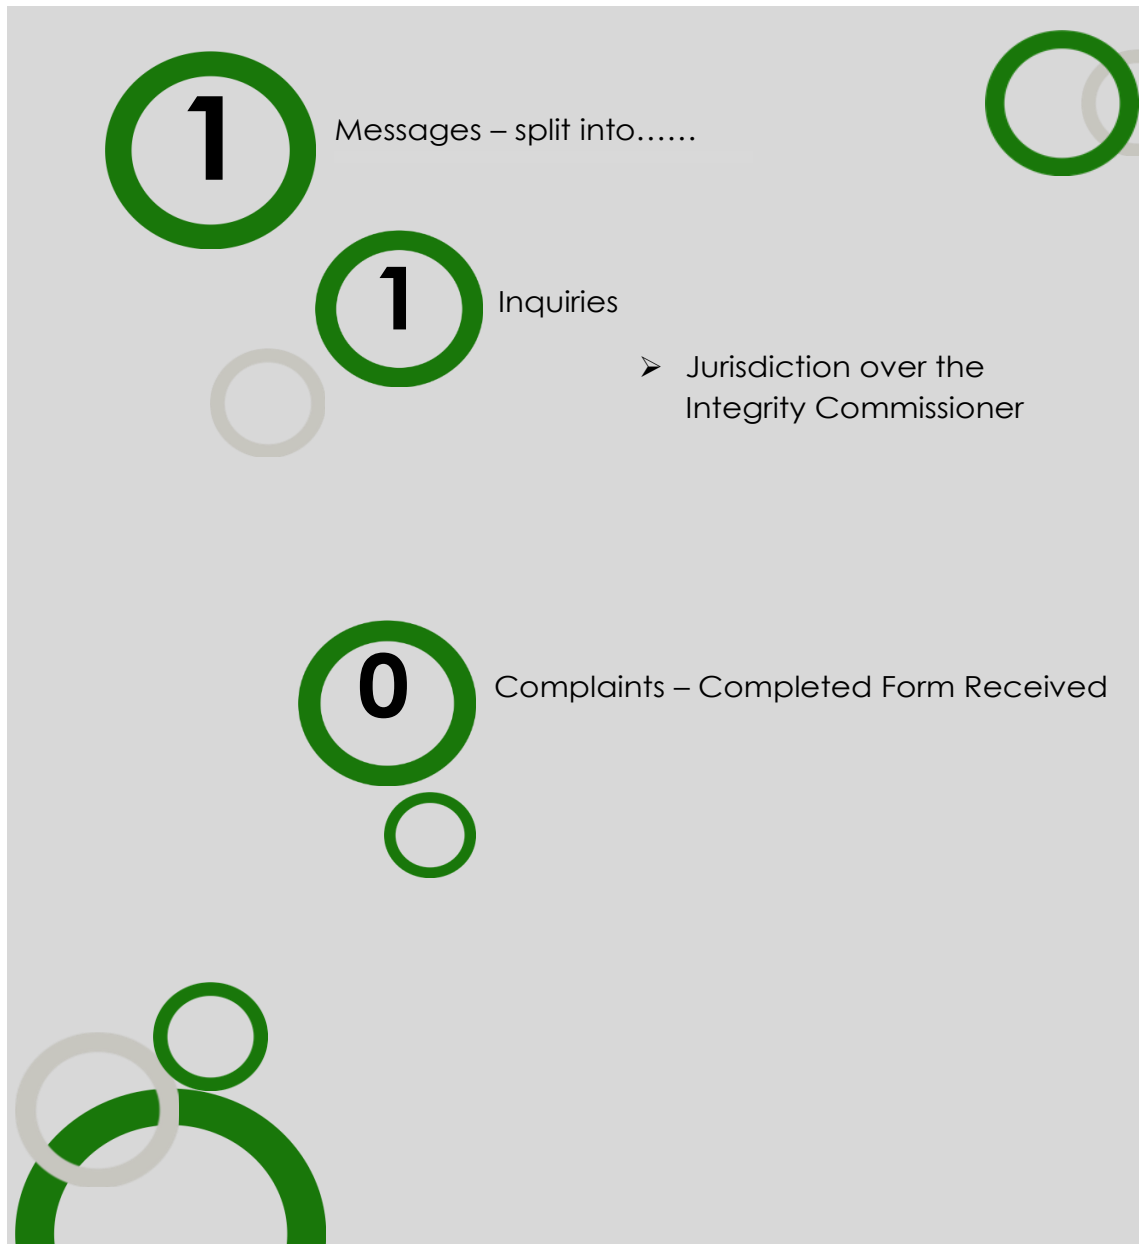 1
Messages – split into......
1
Inquiries
➢ Jurisdiction over the
Integrity Commissioner
0
Complaints – Completed Form Received